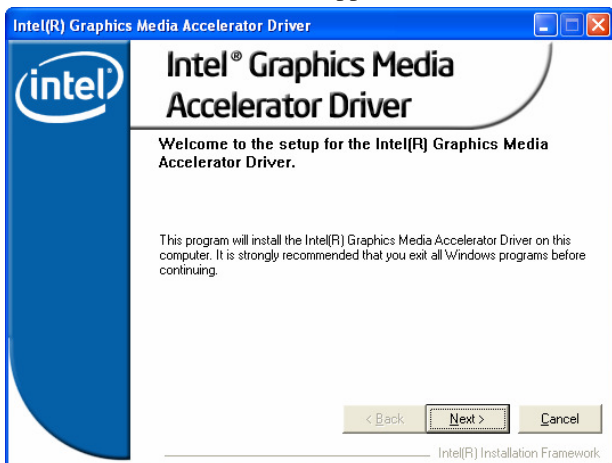 Intel(R) Graphics Media Accelerator Driver
intel
Intel® Graphics Media
Accelerator Driver
Welcome to the setup for the Intel(R) Graphics Media
Accelerator Driver.
This program will install the Intel(R) Graphics Media Accelerator Driver on this
computer. It is strongly recommended that you exit all Windows programs before
continuing.
< Back
Next >
Cancel
Intel(R) Installation Framework